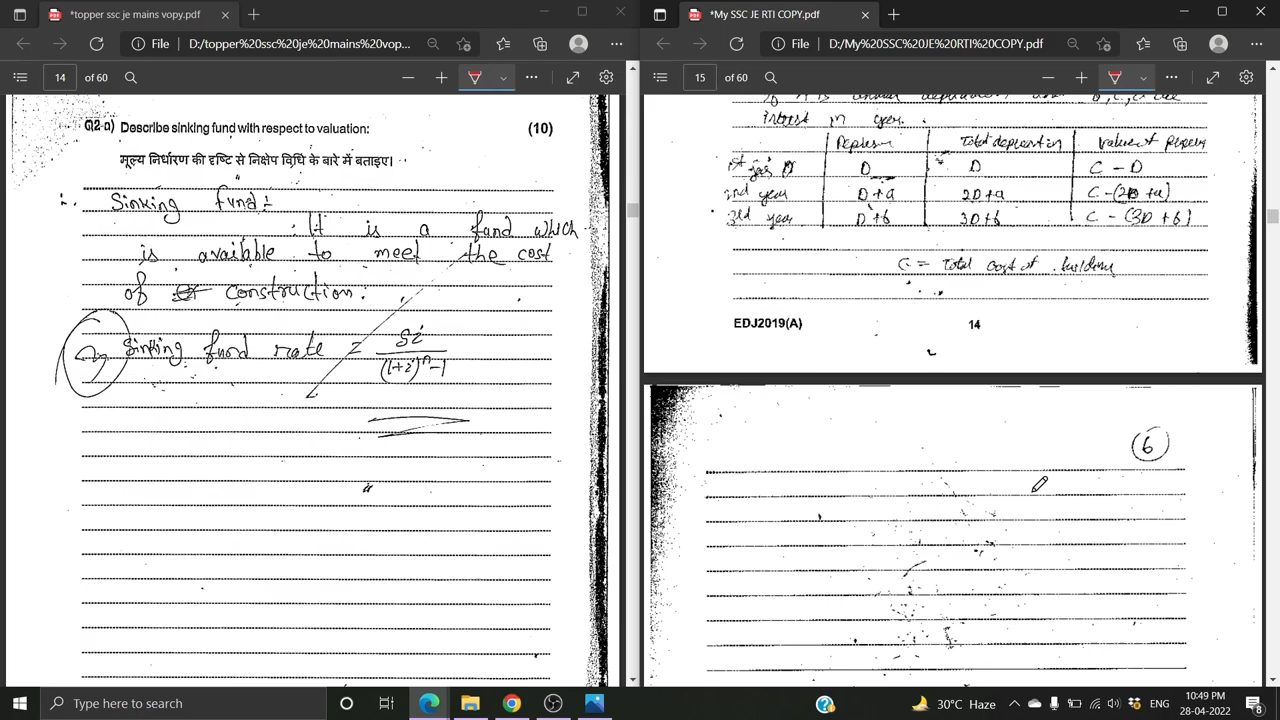 *topper ssc je mains vopy.pdf
*My SSC JE RTI COPY.pdf
File
D:/topper%20ssc%20je%20mains%20vop...
File
D:/My%20SSC%20JE%20RTI%20COPY.pdf
14 of 60
15 of 60
Q(2-a) Describe sinking fund with respect to valuation: (10)
मूल्य निर्धारण की दृष्टि से निक्षेप विधि के बारे में बताइए।
Sinking fund:-
It is a fund which
is available to meet the cost
of construction.
Sinking fund rate = Si
(1+i)^n-1
interest in year.
Total depreciation
value of property
1st year D D C - D
2nd year D+a 2D+a C-(2D+a)
3rd year D+b 3D+b C - (3D+b)
C = Total cost of building
EDJ2019(A) 14
6
Type here to search
30°C Haze
ENG
10:49 PM
28-04-2022
8